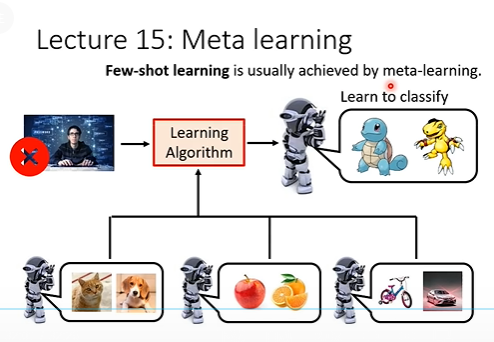 Lecture 15: Meta learning
Few-shot learning is usually achieved by meta-learning.
Learn to classify
Learning
Algorithm